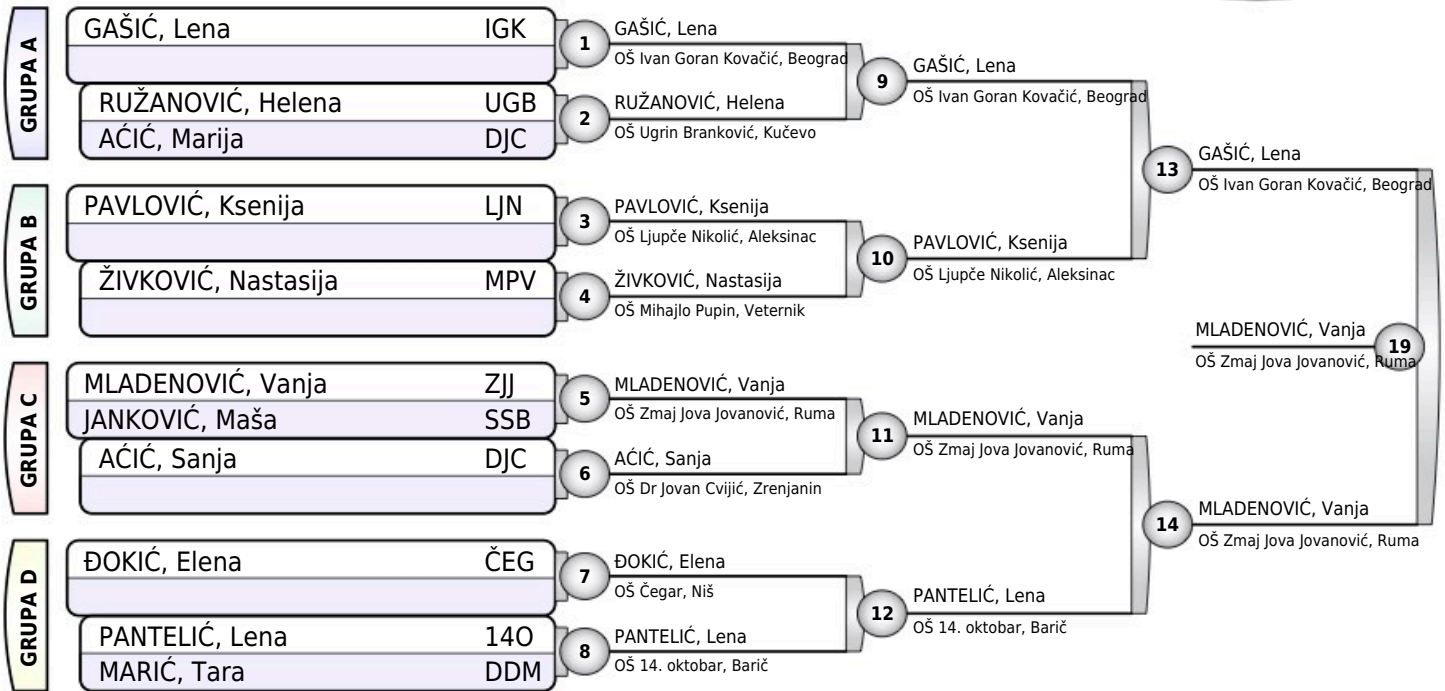 GRUPA A
GAŠIĆ, Lena IGK
RUŽANOVIĆ, Helena UGB
AĆIĆ, Marija DJC
GRUPA B
PAVLOVIĆ, Ksenija LJN
ŽIVKOVIĆ, Nastasija MPV
GRUPA C
MLADENOVIĆ, Vanja ZJJ
JANKOVIĆ, Maša SSB
AĆIĆ, Sanja DJC
GRUPA D
ĐOKIĆ, Elena ČEG
PANTELIĆ, Lena 14O
MARIĆ, Tara DDM
1
GAŠIĆ, Lena
OŠ Ivan Goran Kovačić, Beograd
2
RUŽANOVIĆ, Helena
OŠ Ugrin Branković, Kučevo
3
PAVLOVIĆ, Ksenija
OŠ Ljupče Nikolić, Aleksinac
4
ŽIVKOVIĆ, Nastasija
OŠ Mihajlo Pupin, Veternik
5
MLADENOVIĆ, Vanja
OŠ Zmaj Jova Jovanović, Ruma
6
AĆIĆ, Sanja
OŠ Dr Jovan Cvijić, Zrenjanin
7
ĐOKIĆ, Elena
OŠ Čegar, Niš
8
PANTELIĆ, Lena
OŠ 14. oktobar, Barič
9
GAŠIĆ, Lena
OŠ Ivan Goran Kovačić, Beograd
10
PAVLOVIĆ, Ksenija
OŠ Ljupče Nikolić, Aleksinac
11
MLADENOVIĆ, Vanja
OŠ Zmaj Jova Jovanović, Ruma
12
PANTELIĆ, Lena
OŠ 14. oktobar, Barič
13
GAŠIĆ, Lena
OŠ Ivan Goran Kovačić, Beograd
14
MLADENOVIĆ, Vanja
OŠ Zmaj Jova Jovanović, Ruma
19
MLADENOVIĆ, Vanja
OŠ Zmaj Jova Jovanović, Ruma